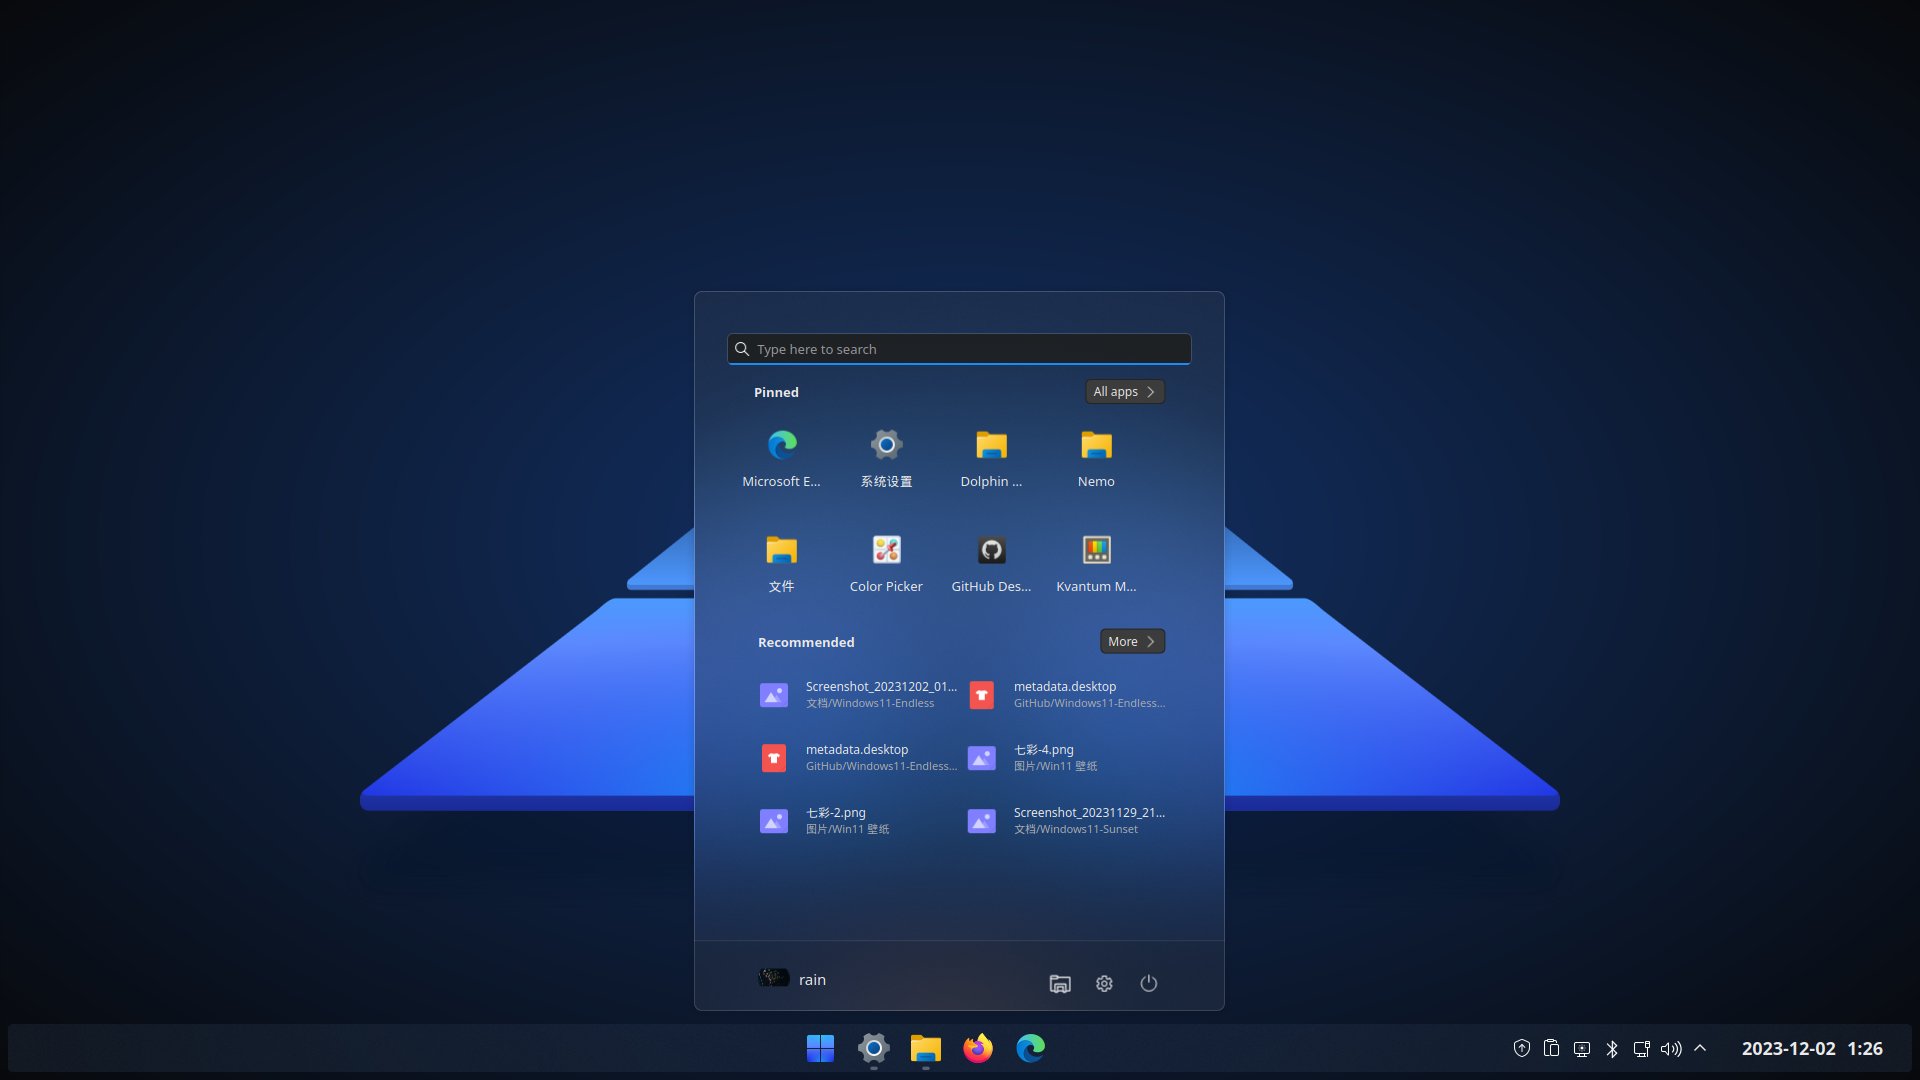 Type here to search
Pinned
All apps
Microsoft E...
系统设置
Dolphin ...
Nemo
文件
Color Picker
GitHub Des...
Kvantum M...
Recommended
More
Screenshot_20231202_01...
文档/Windows11-Endless
metadata.desktop
GitHub/Windows11-Endless...
metadata.desktop
GitHub/Windows11-Endless...
七彩-4.png
图片/Win11 壁纸
七彩-2.png
图片/Win11 壁纸
Screenshot_20231129_21...
文档/Windows11-Sunset
rain
2023-12-02 1:26